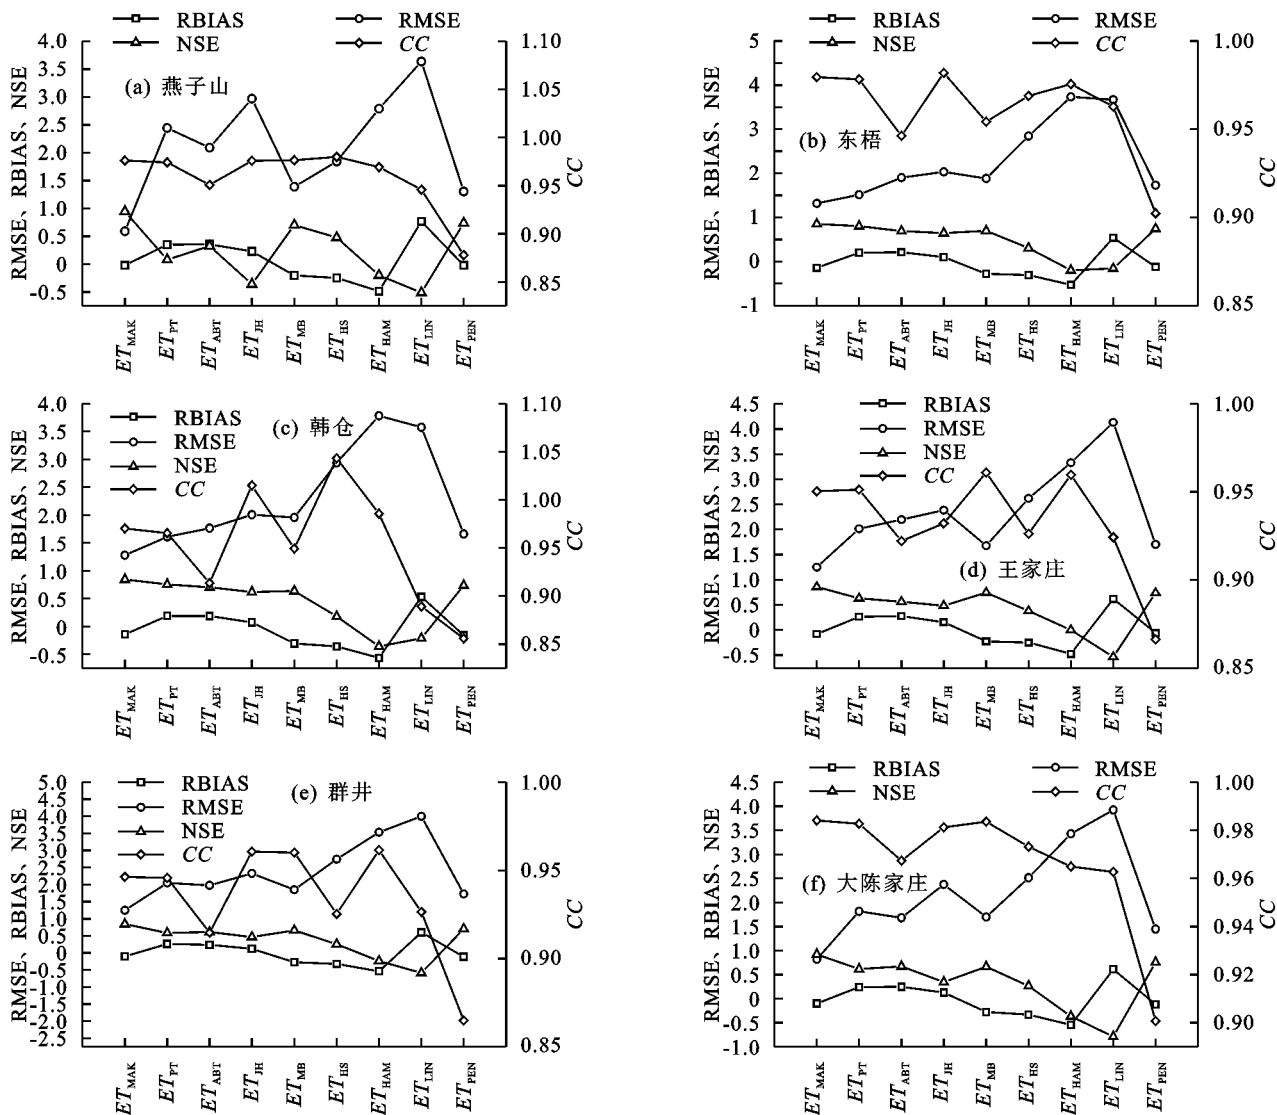 RBIAS RMSE
NSE CC
4.0
3.5
3.0
2.5
2.0
1.5
1.0
0.5
0
-0.5
RMSE、RBIAS、NSE
(a) 燕子山
1.10
1.05
1.00
0.95
0.90
0.85
CC
ET_MAK ET_PT ET_ABT ET_JH ET_MB ET_HS ET_HAM ET_LIN ET_PEN
RBIAS RMSE
NSE CC
5
4
3
2
1
0
-1
RMSE、RBIAS、NSE
(b) 东梧
1.00
0.95
0.90
0.85
CC
ET_MAK ET_PT ET_ABT ET_JH ET_MB ET_HS ET_HAM ET_LIN ET_PEN
4.0
3.5
3.0
2.5
2.0
1.5
1.0
0.5
0
-0.5
RMSE、RBIAS、NSE
RBIAS
RMSE
NSE
CC
(c) 韩仓
1.10
1.05
1.00
0.95
0.90
0.85
CC
ET_MAK ET_PT ET_ABT ET_JH ET_MB ET_HS ET_HAM ET_LIN ET_PEN
4.5
4.0
3.5
3.0
2.5
2.0
1.5
1.0
0.5
0
-0.5
RMSE、RBIAS、NSE
RBIAS
RMSE
NSE
CC
(d) 王家庄
1.00
0.95
0.90
0.85
CC
ET_MAK ET_PT ET_ABT ET_JH ET_MB ET_HS ET_HAM ET_LIN ET_PEN
5.0
4.5
4.0
3.5
3.0
2.5
2.0
1.5
1.0
0.5
0
-0.5
-1.0
-1.5
-2.0
-2.5
RMSE、RBIAS、NSE
RBIAS
RMSE
NSE
CC
(e) 群井
1.00
0.95
0.90
0.85
CC
ET_MAK ET_PT ET_ABT ET_JH ET_MB ET_HS ET_HAM ET_LIN ET_PEN
RBIAS RMSE
NSE CC
4.5
4.0
3.5
3.0
2.5
2.0
1.5
1.0
0.5
0
-0.5
-1.0
RMSE、RBIAS、NSE
(f) 大陈家庄
1.00
0.98
0.96
0.94
0.92
0.90
CC
ET_MAK ET_PT ET_ABT ET_JH ET_MB ET_HS ET_HAM ET_LIN ET_PEN